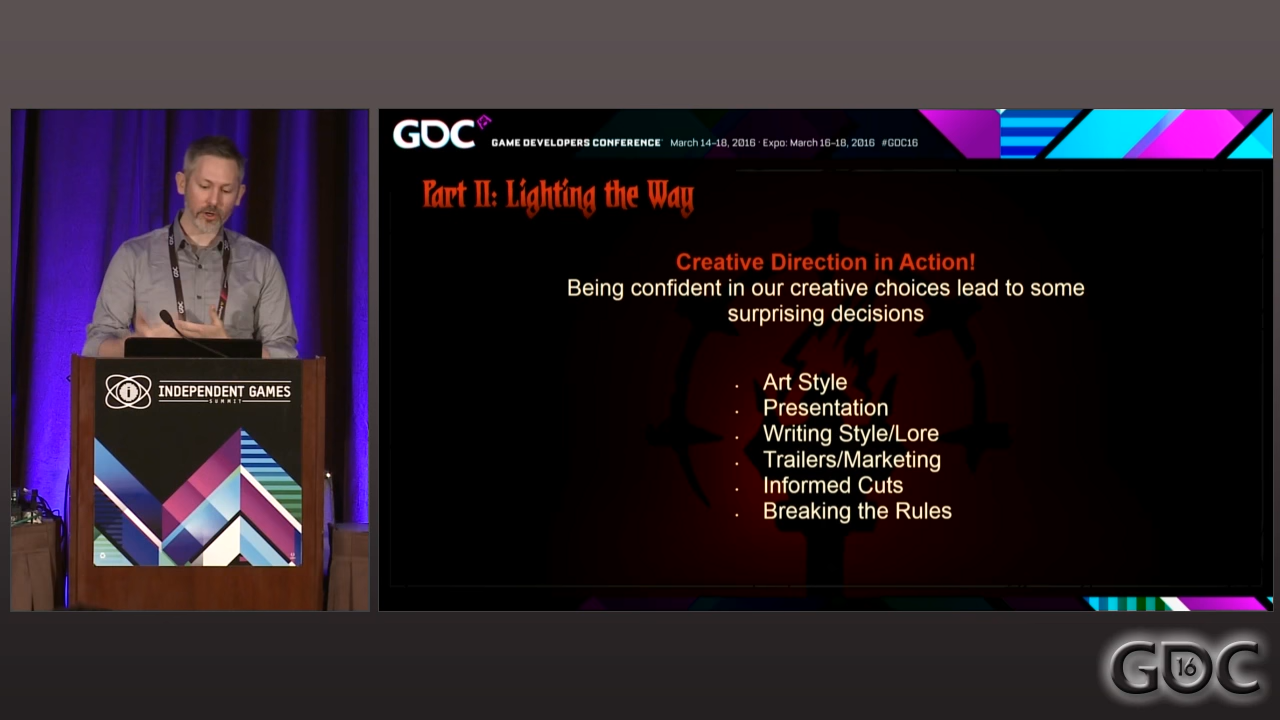 GDC
GAME DEVELOPERS CONFERENCE March 14-18, 2016 · Expo: March 16-18, 2016 #GDC16
Part II: Lighting the Way
Creative Direction in Action!
Being confident in our creative choices lead to some
surprising decisions
· Art Style
· Presentation
· Writing Style/Lore
· Trailers/Marketing
· Informed Cuts
· Breaking the Rules
GDC
GDC
i
INDEPENDENT GAMES
SUMMIT
GDC
16